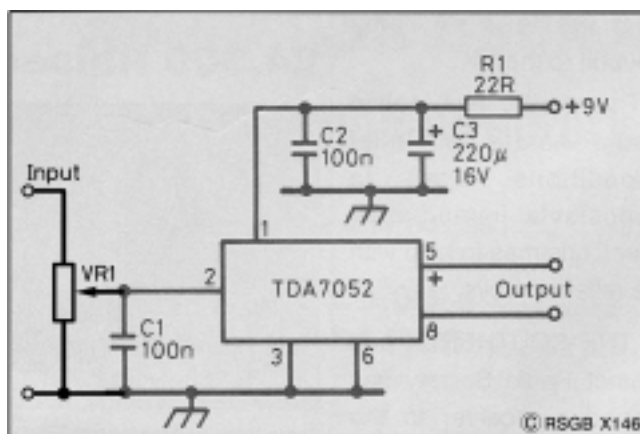 R1
22R
+9V
C2
100n
+
C3
220μ
16V
Input
1
VR1
2
TDA7052
5
+
Output
8
C1
100n
3
6
© RSGB X146